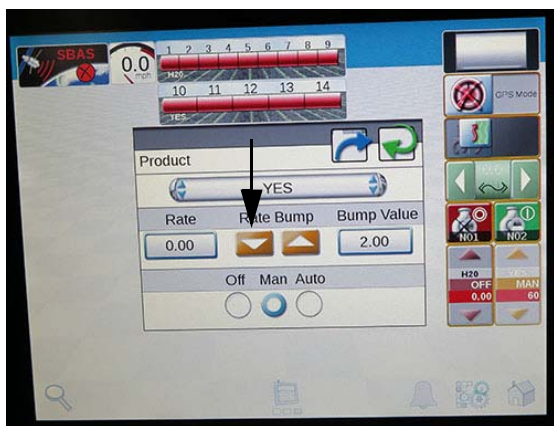 SBAS
0.0
mph
1 2 3 4 5 6 7 8 9
H20
10 11 12 13 14
YES
GPS Mode
Product
YES
Rate Rate Bump Bump Value
0.00 2.00
Off Man Auto
N01 N02
H20 YES
OFF MAN
0.00 60